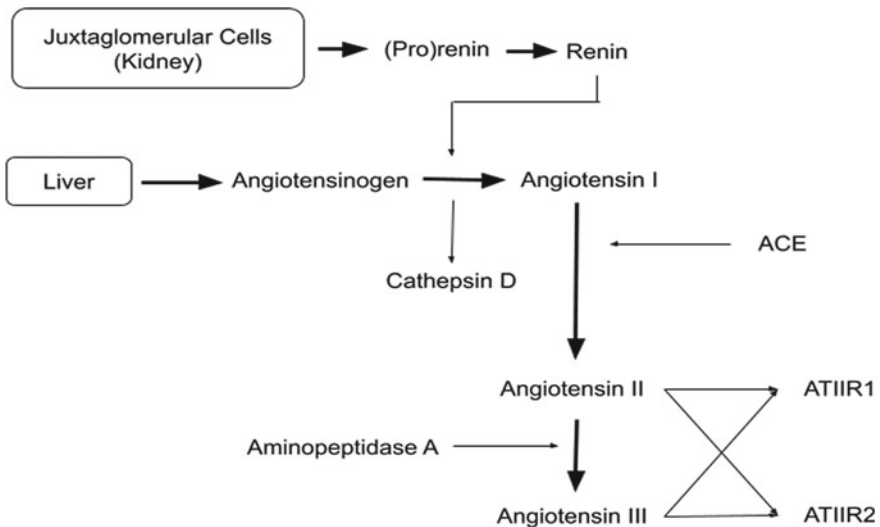 Juxtaglomerular Cells
(Kidney)
(Pro)renin
Renin
Liver
Angiotensinogen
Angiotensin I
ACE
Cathepsin D
Angiotensin II
ATIIR1
Aminopeptidase A
Angiotensin III
ATIIR2